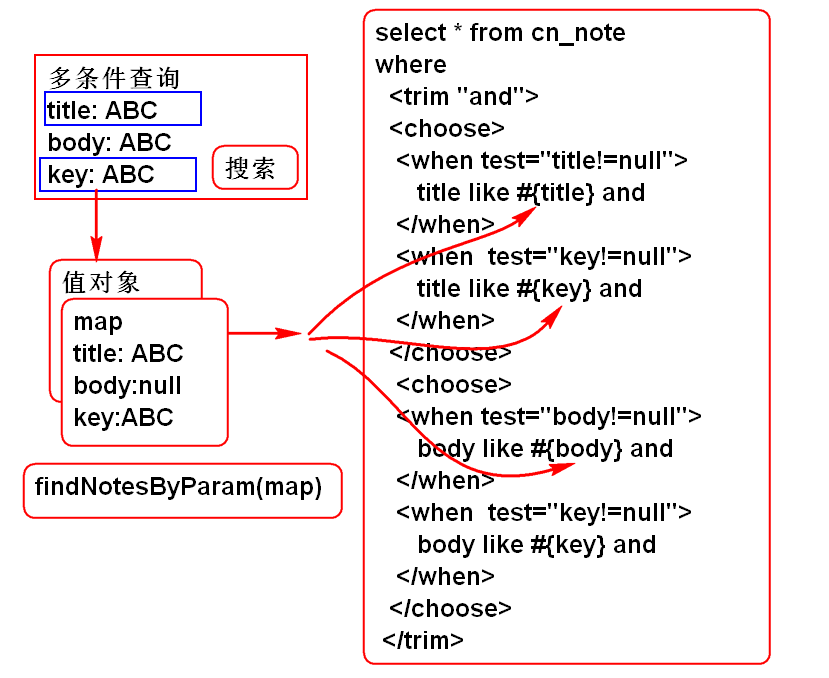 多条件查询
title: ABC
body: ABC
key: ABC
搜索
值对象
map
title: ABC
body:null
key:ABC
findNotesByParam(map)
select * from cn_note
where
<trim "and">
<choose>
<when test="title!=null">
title like #{title} and
</when>
<when  test="key!=null">
title like #{key} and
</when>
</choose>
<choose>
<when test="body!=null">
body like #{body} and
</when>
<when  test="key!=null">
body like #{key} and
</when>
</choose>
</trim>